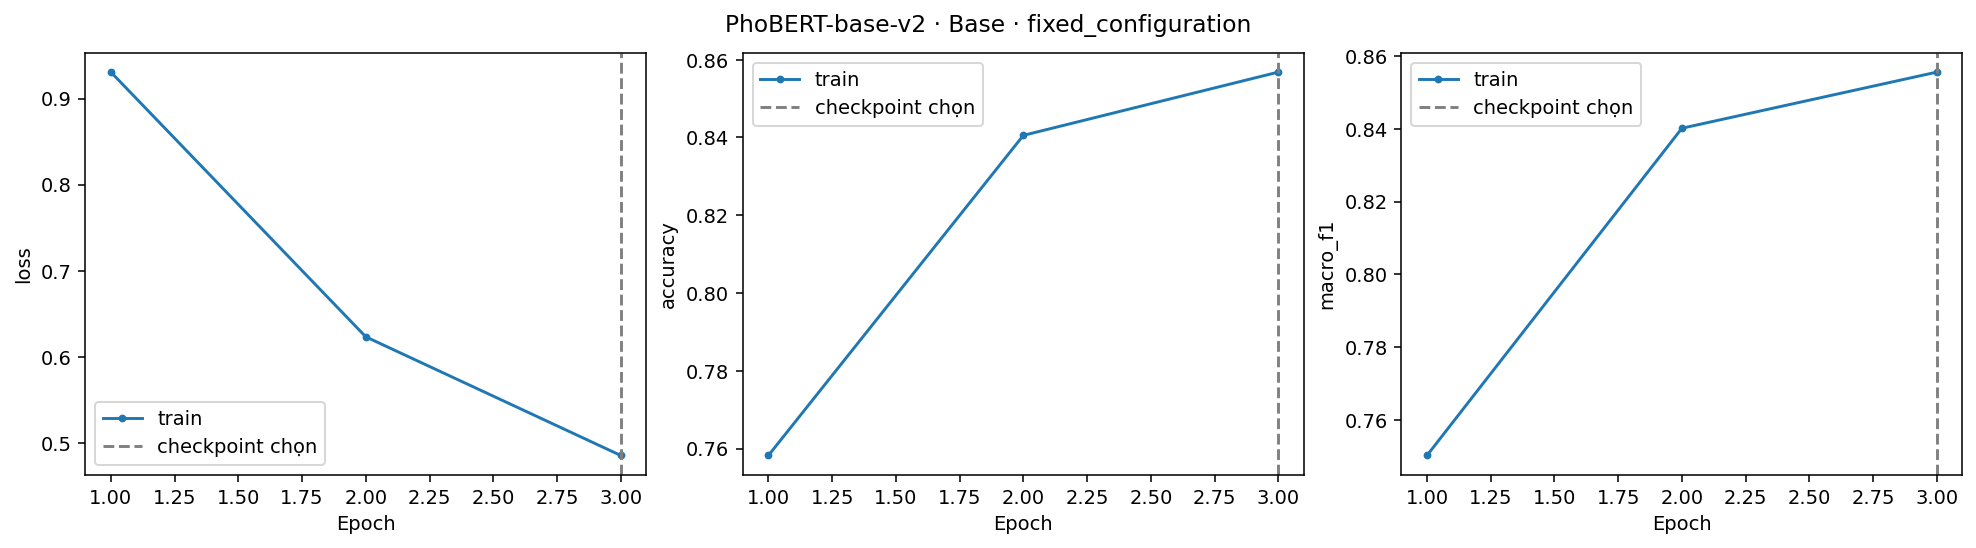 PhoBERT-base-v2 · Base · fixed_configuration
loss
0.9
0.8
0.7
0.6
0.5
train
checkpoint chọn
1.00 1.25 1.50 1.75 2.00 2.25 2.50 2.75 3.00
Epoch
accuracy
0.86
0.84
0.82
0.80
0.78
0.76
train
checkpoint chọn
1.00 1.25 1.50 1.75 2.00 2.25 2.50 2.75 3.00
Epoch
macro_f1
0.86
0.84
0.82
0.80
0.78
0.76
train
checkpoint chọn
1.00 1.25 1.50 1.75 2.00 2.25 2.50 2.75 3.00
Epoch